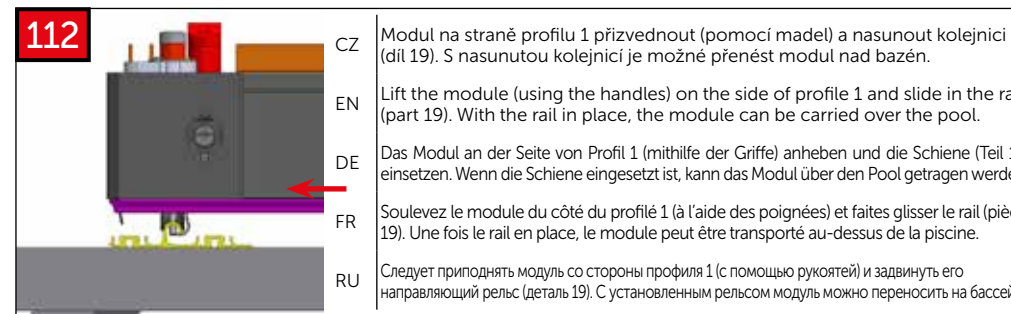 112
CZ
Modul na straně profilu 1 přizvednout (pomocí madel) a nasunout kolejnici
(díl 19). S nasunutou kolejnicí je možné přenést modul nad bazén.
EN
Lift the module (using the handles) on the side of profile 1 and slide in the
(part 19). With the rail in place, the module can be carried over the pool.
DE
Das Modul an der Seite von Profil 1 (mithilfe der Griffe) anheben und die Schiene (Teil
einsetzen. Wenn die Schiene eingesetzt ist, kann das Modul über den Pool getragen
FR
Soulevez le module du côté du profilé 1 (à l'aide des poignées) et faites glisser le rail
19). Une fois le rail en place, le module peut être transporté au-dessus de la piscine.
RU
Следует приподнять модуль со стороны профиля 1 (с помощью рукоятей) и задвинуть его
направляющий рельс (деталь 19). С установленным рельсом модуль можно переносить на